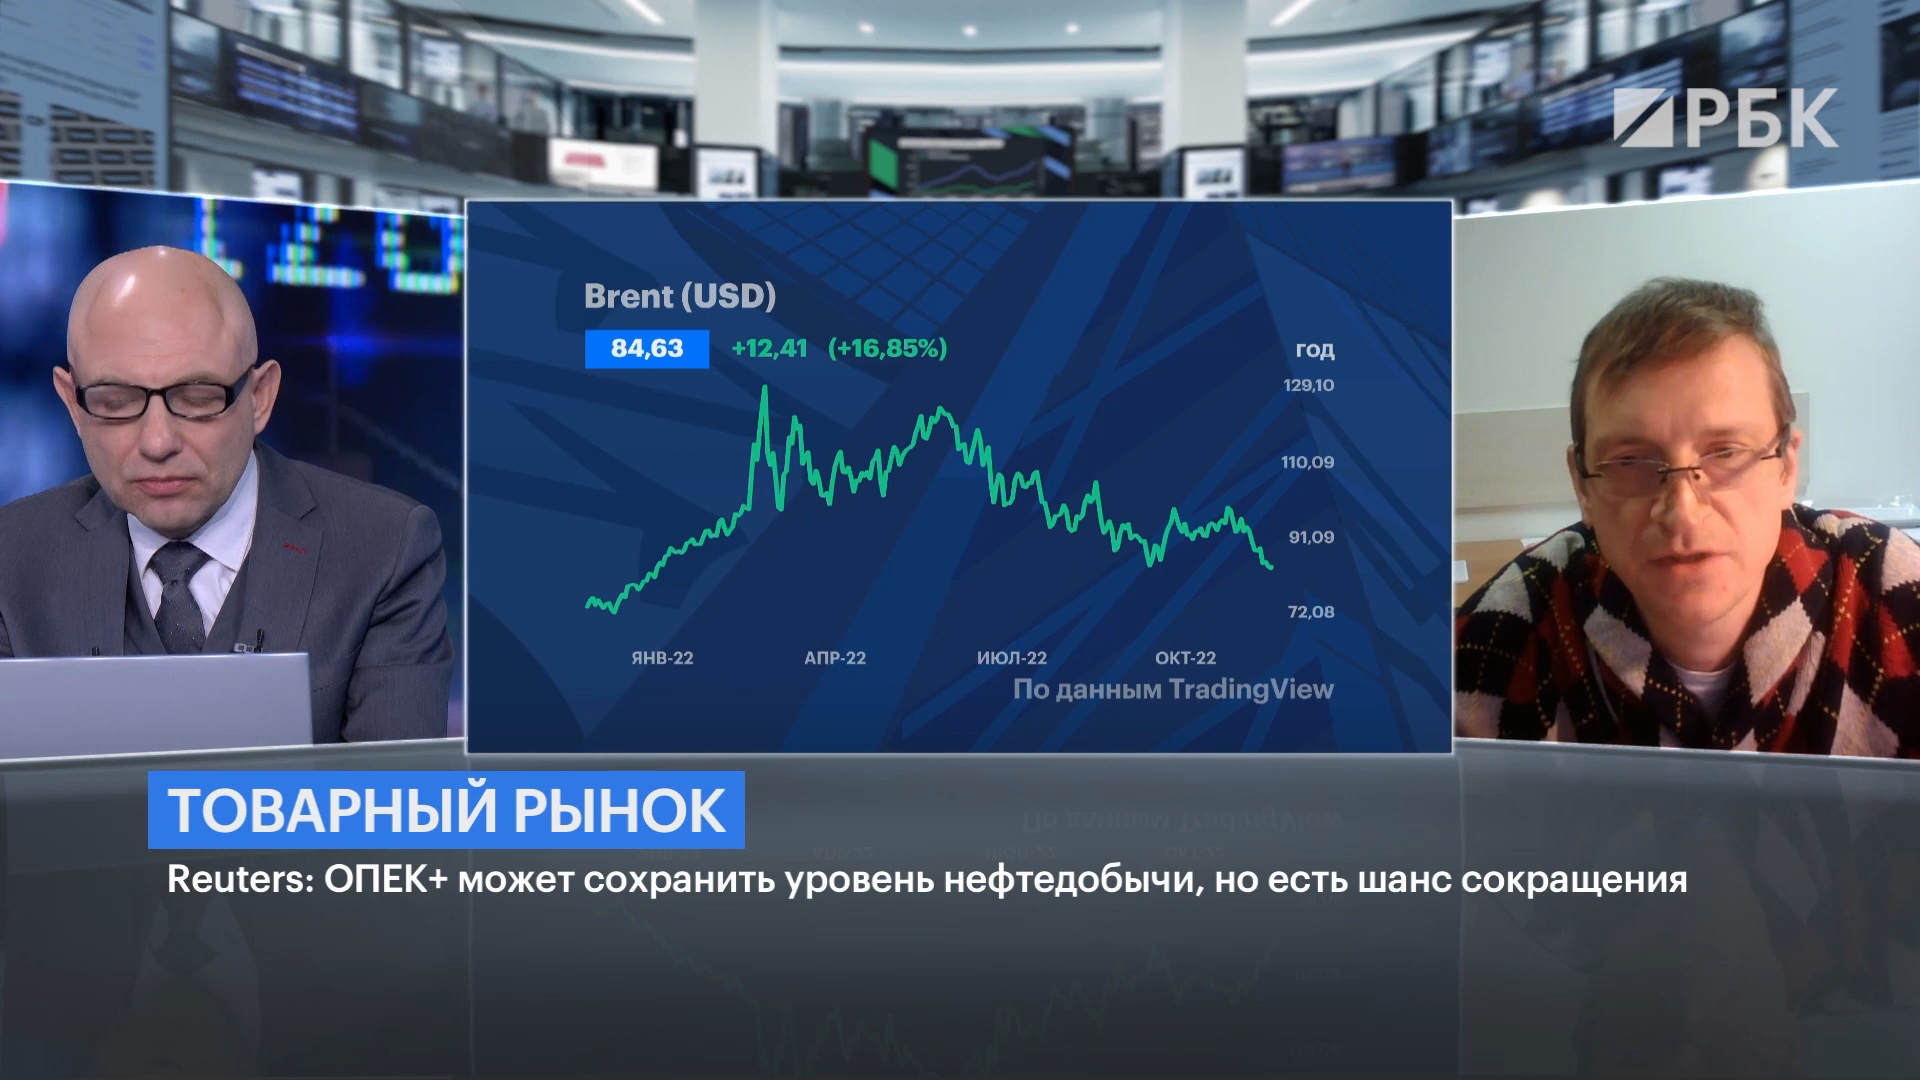 РБК
Brent (USD)
84,63 +12,41 (+16,85%)
ГОД
129,10
110,09
91,09
72,08
ЯНВ-22 АПР-22 ИЮЛ-22 ОКТ-22
По данным TradingView
ТОВАРНЫЙ РЫНОК
Reuters: ОПЕК+ может сохранить уровень нефтедобычи, но есть шанс сокращения